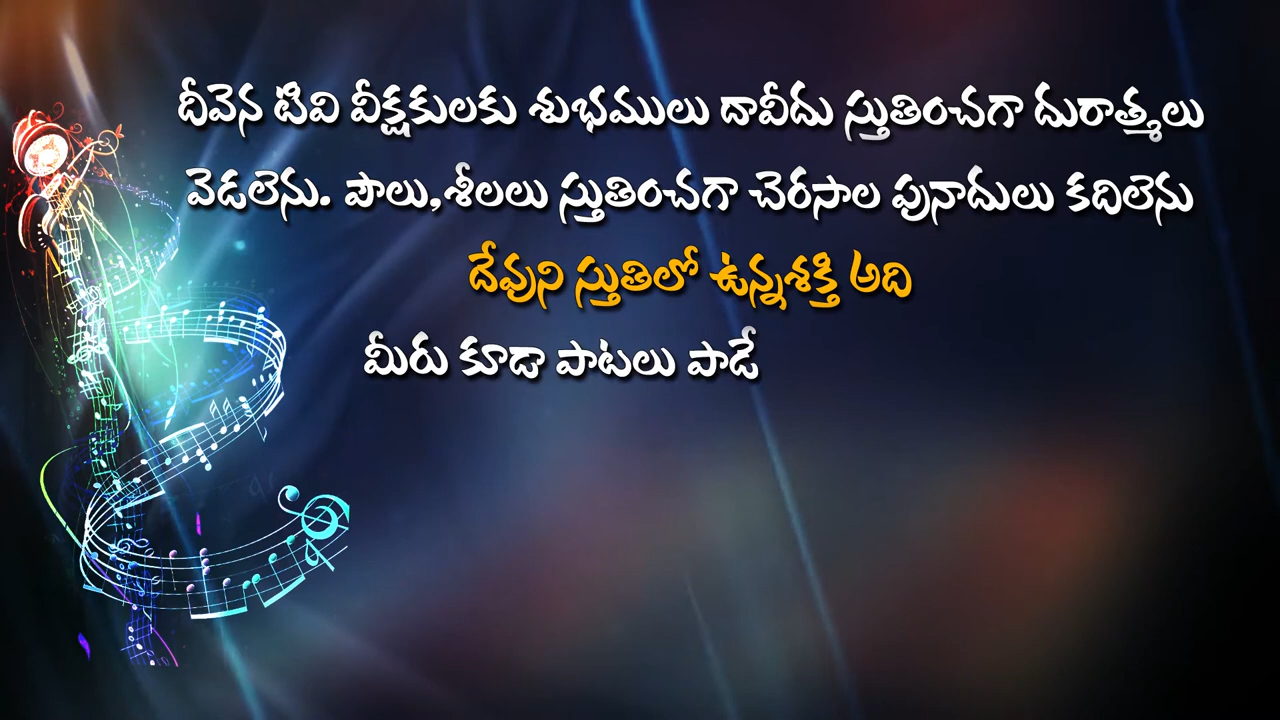 దీవెన టివి వీక్షకులకు శుభములు దావీదు స్తుతించగా దురాత్మలు
వెడలెను. పౌలు,శీలలు స్తుతించగా చెరసాల పునాదులు కదిలెను
దేవుని స్తుతిలో ఉన్నశక్తి అది
మీరు కూడా పాటలు పాడే